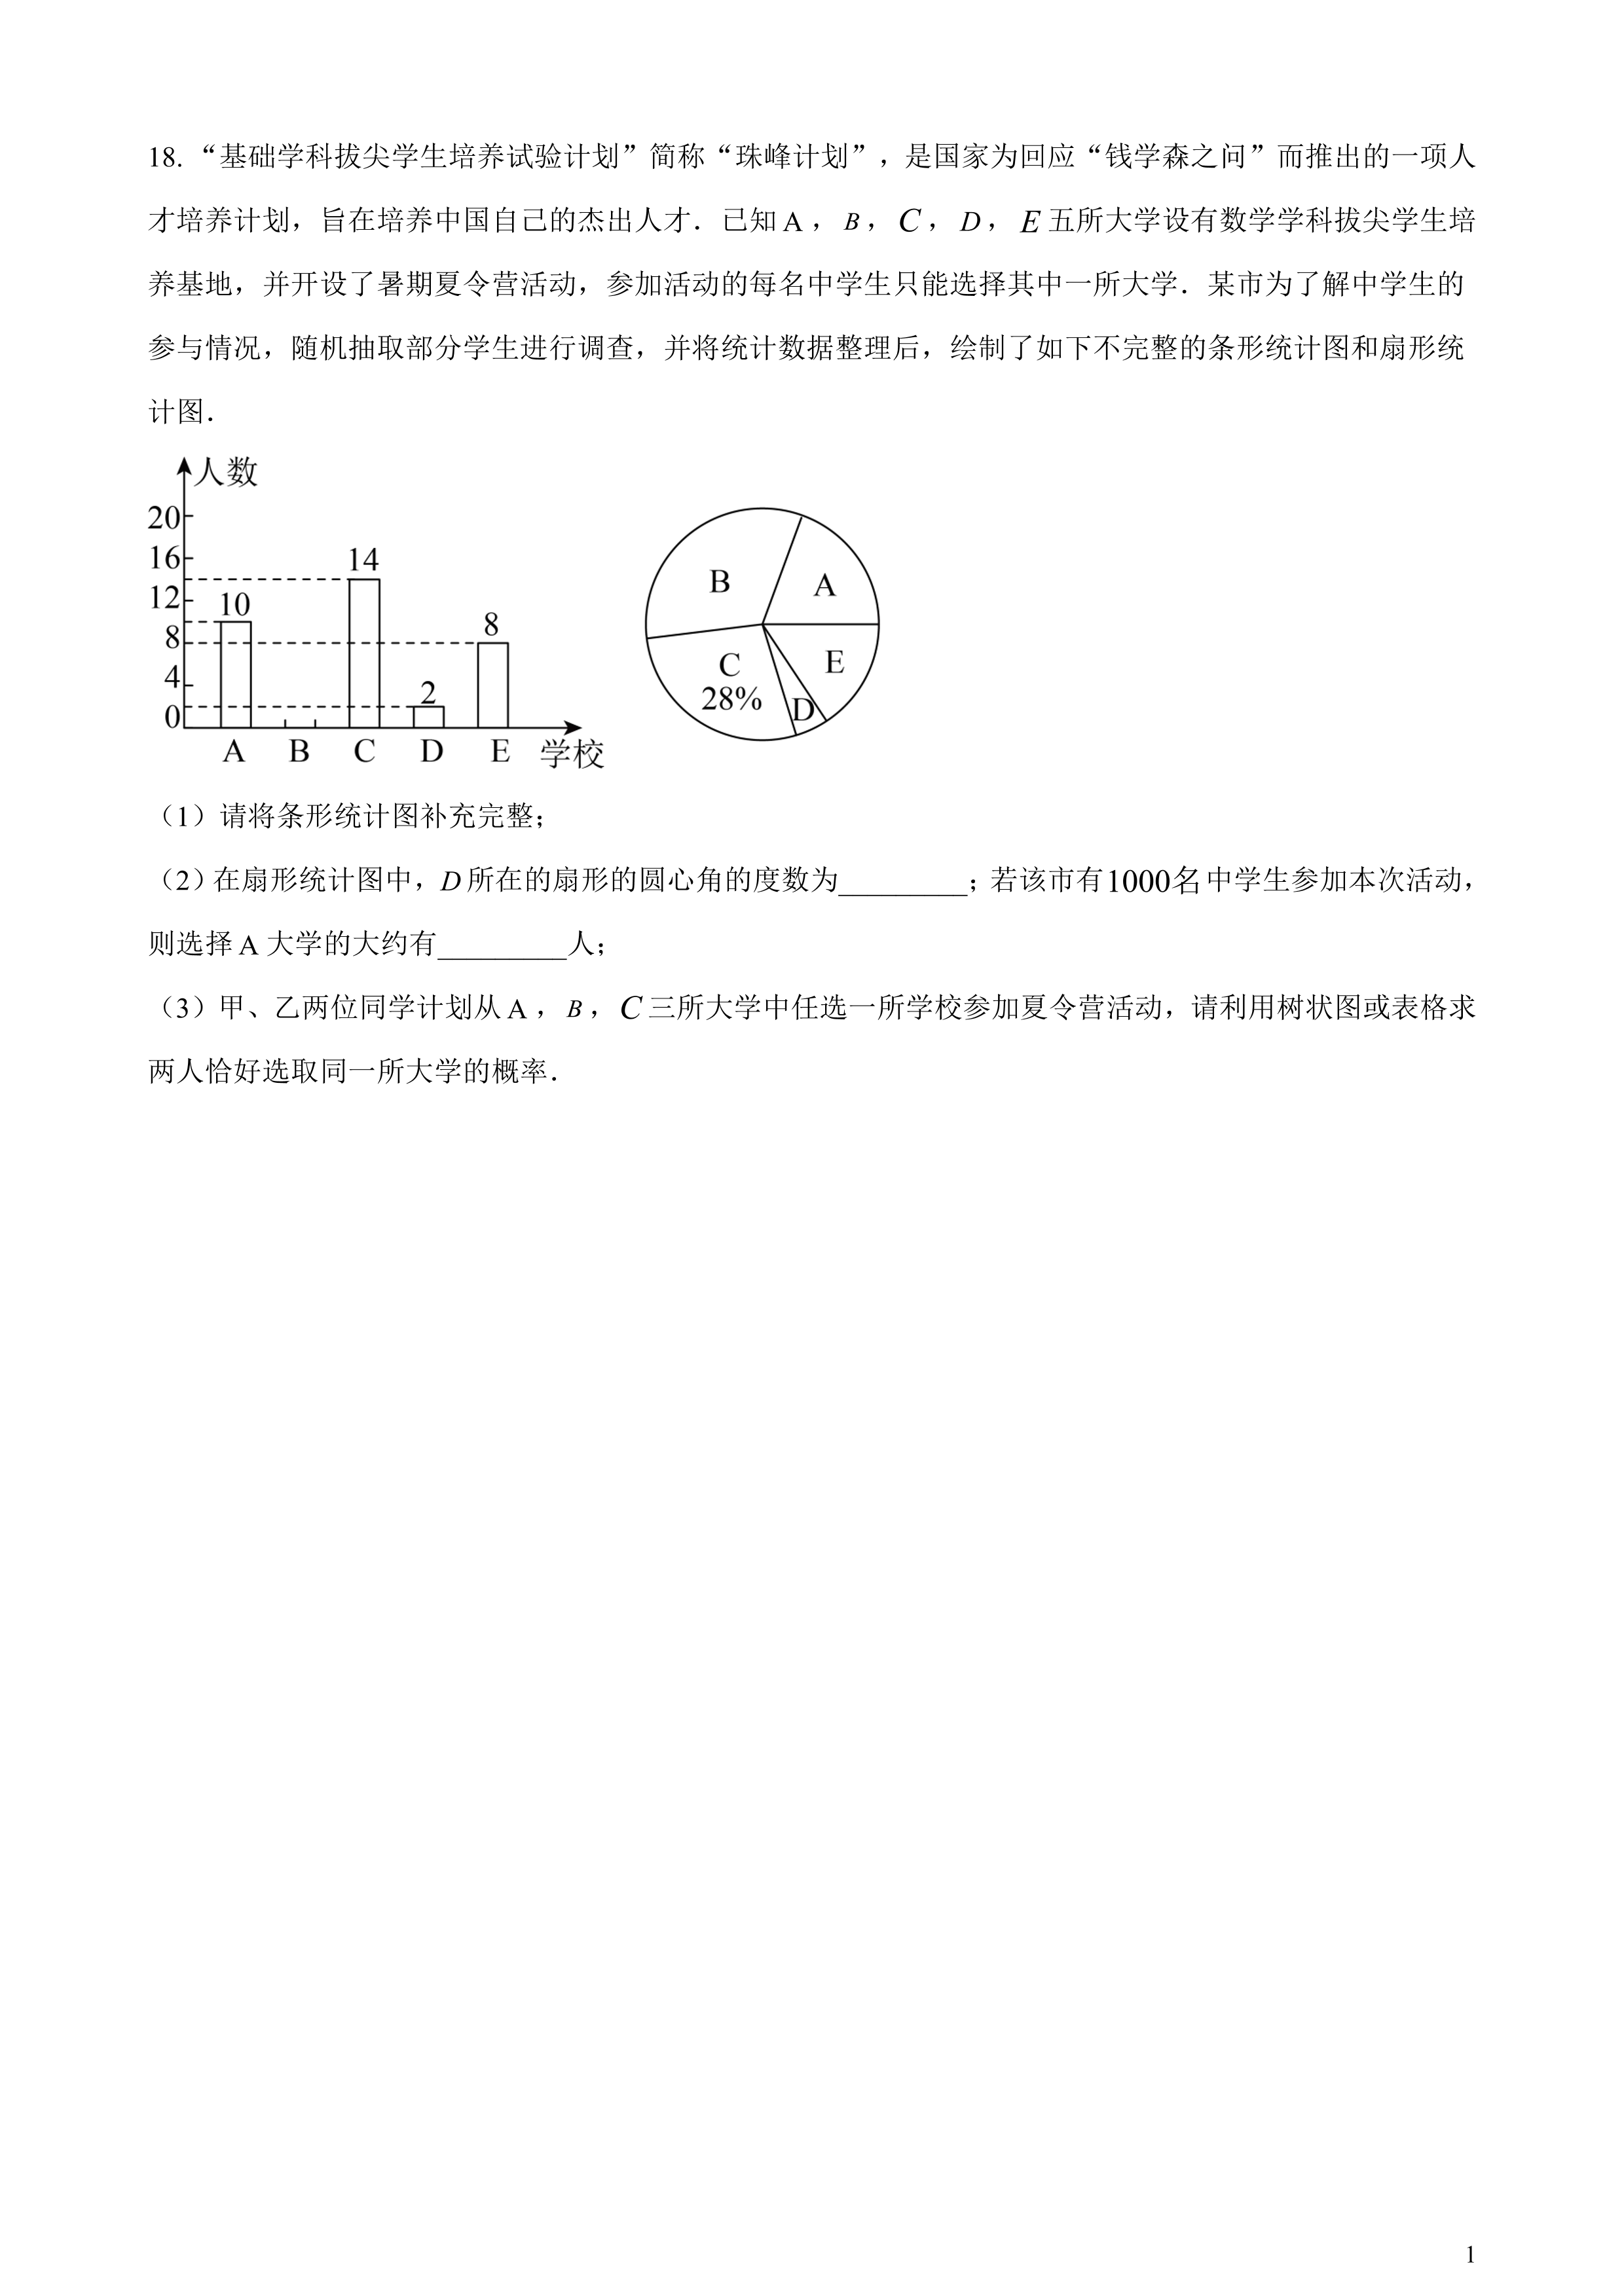 18. “基础学科拔尖学生培养试验计划”简称“珠峰计划”，是国家为回应“钱学森之问”而推出的一项人
才培养计划，旨在培养中国自己的杰出人才．已知 A，B，C，D，E 五所大学设有数学学科拔尖学生培
养基地，并开设了暑期夏令营活动，参加活动的每名中学生只能选择其中一所大学．某市为了解中学生的
参与情况，随机抽取部分学生进行调查，并将统计数据整理后，绘制了如下不完整的条形统计图和扇形统
计图．
人数
20
16
12
8
4
0
10
14
2
8
A B C D E 学校
B
A
C
28%
D
E
（1）请将条形统计图补充完整；
（2）在扇形统计图中，D 所在的扇形的圆心角的度数为_________；若该市有1000名中学生参加本次活动，
则选择 A 大学的大约有_________人；
（3）甲、乙两位同学计划从 A，B，C 三所大学中任选一所学校参加夏令营活动，请利用树状图或表格求
两人恰好选取同一所大学的概率．
1